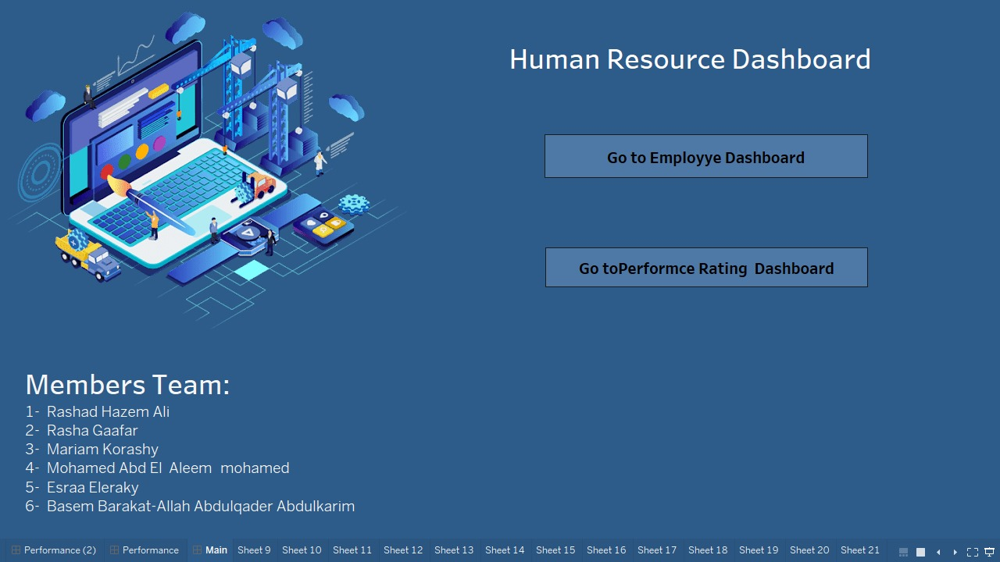 Human Resource Dashboard
Go to Employye Dashboard
Go toPerformce Rating  Dashboard
Members Team:
1-  Rashad Hazem Ali
2-  Rasha Gaafar
3-  Mariam Korashy
4-  Mohamed Abd El  Aleem  mohamed
5-  Esraa Eleraky
6-  Basem Barakat-Allah Abdulqader Abdulkarim
Performance (2) Performance Main Sheet 9 Sheet 10 Sheet 11 Sheet 12 Sheet 13 Sheet 14 Sheet 15 Sheet 16 Sheet 17 Sheet 18 Sheet 19 Sheet 20 Sheet 21